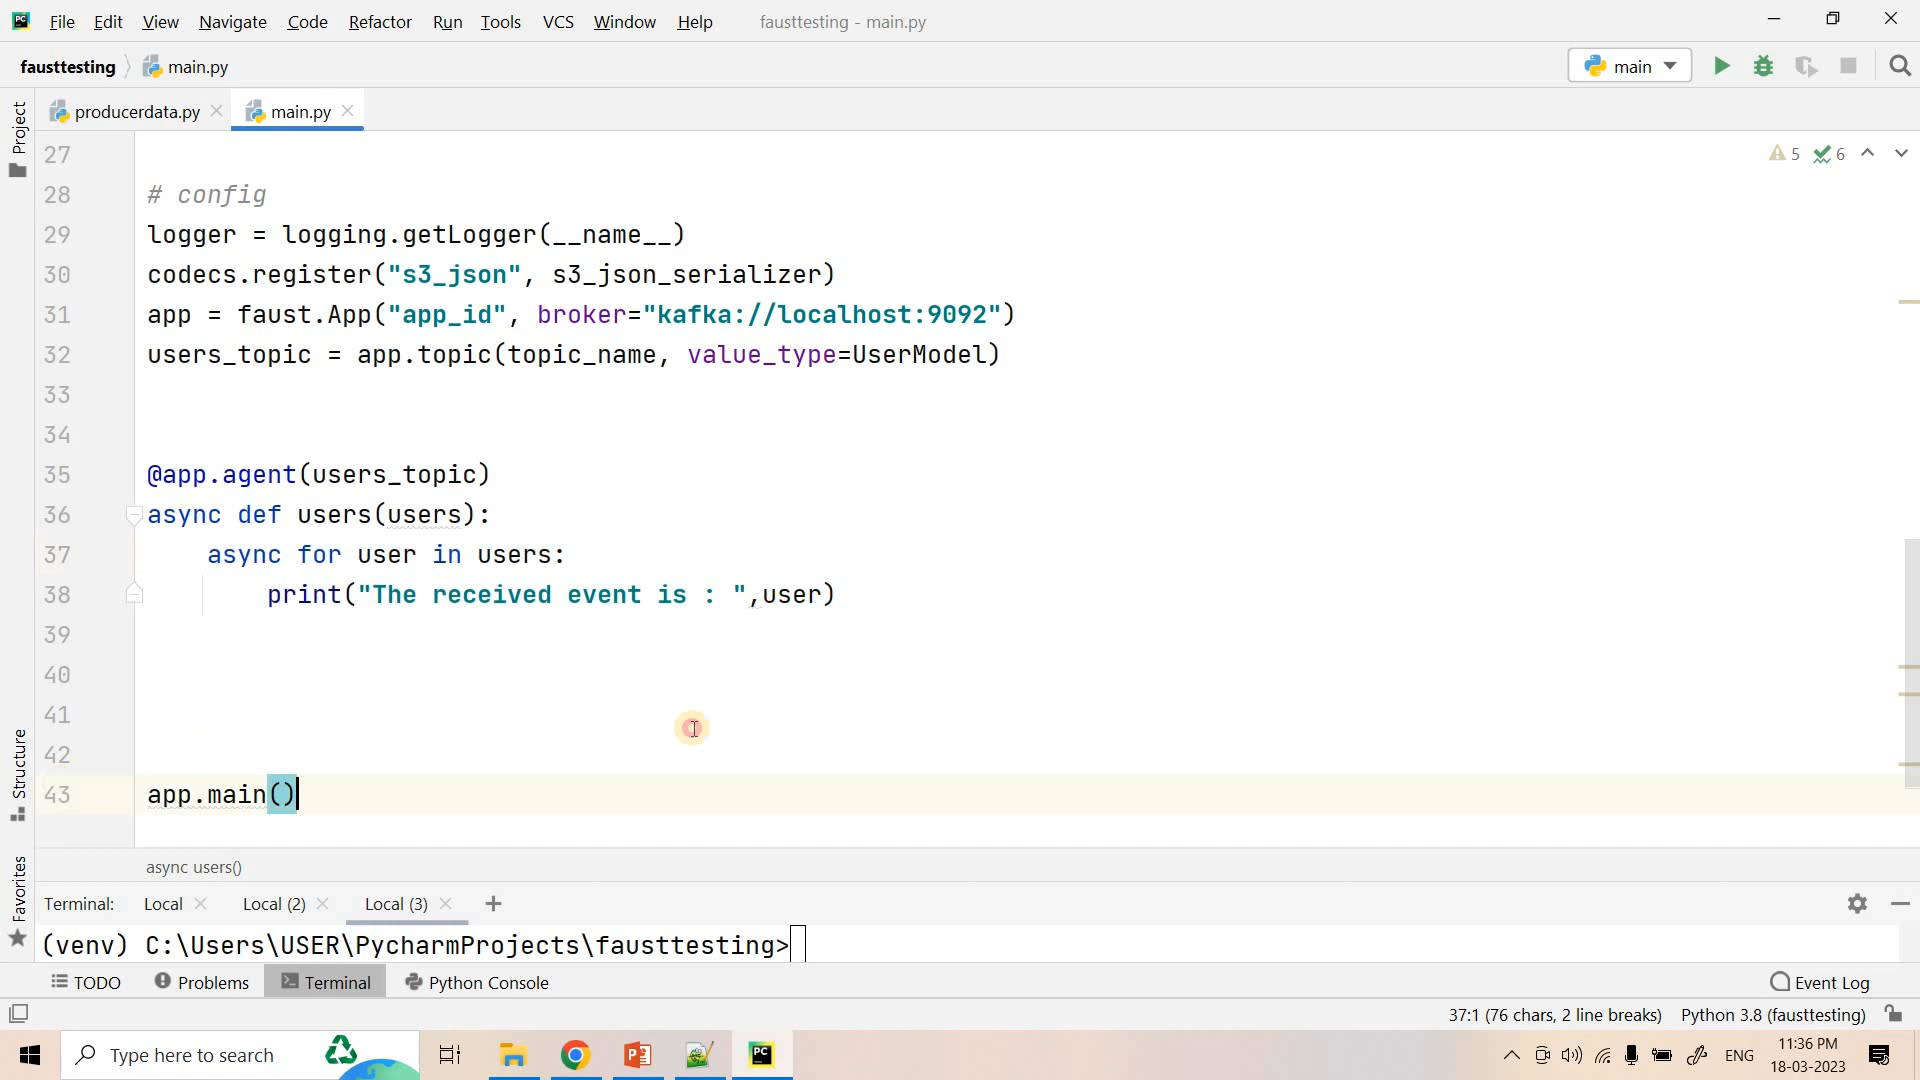 PC File Edit View Navigate Code Refactor Run Tools VCS Window Help fausttesting - main.py
fausttesting main.py main
producerdata.py main.py
Project
Structure
Favorites
5 6
27
28 # config
29 logger = logging.getLogger(__name__)
30 codecs.register("s3_json", s3_json_serializer)
31 app = faust.App("app_id", broker="kafka://localhost:9092")
32 users_topic = app.topic(topic_name, value_type=UserModel)
33
34
35 @app.agent(users_topic)
36 async def users(users):
37 async for user in users:
38 print("The received event is : ",user)
39
40
41
42
43 app.main()
async users()
Terminal: Local Local (2) Local (3)
(venv) C:\Users\USER\PycharmProjects\fausttesting>
TODO Problems Terminal Python Console Event Log
37:1 (76 chars, 2 line breaks) Python 3.8 (fausttesting)
Type here to search PC ENG 11:36 PM
18-03-2023